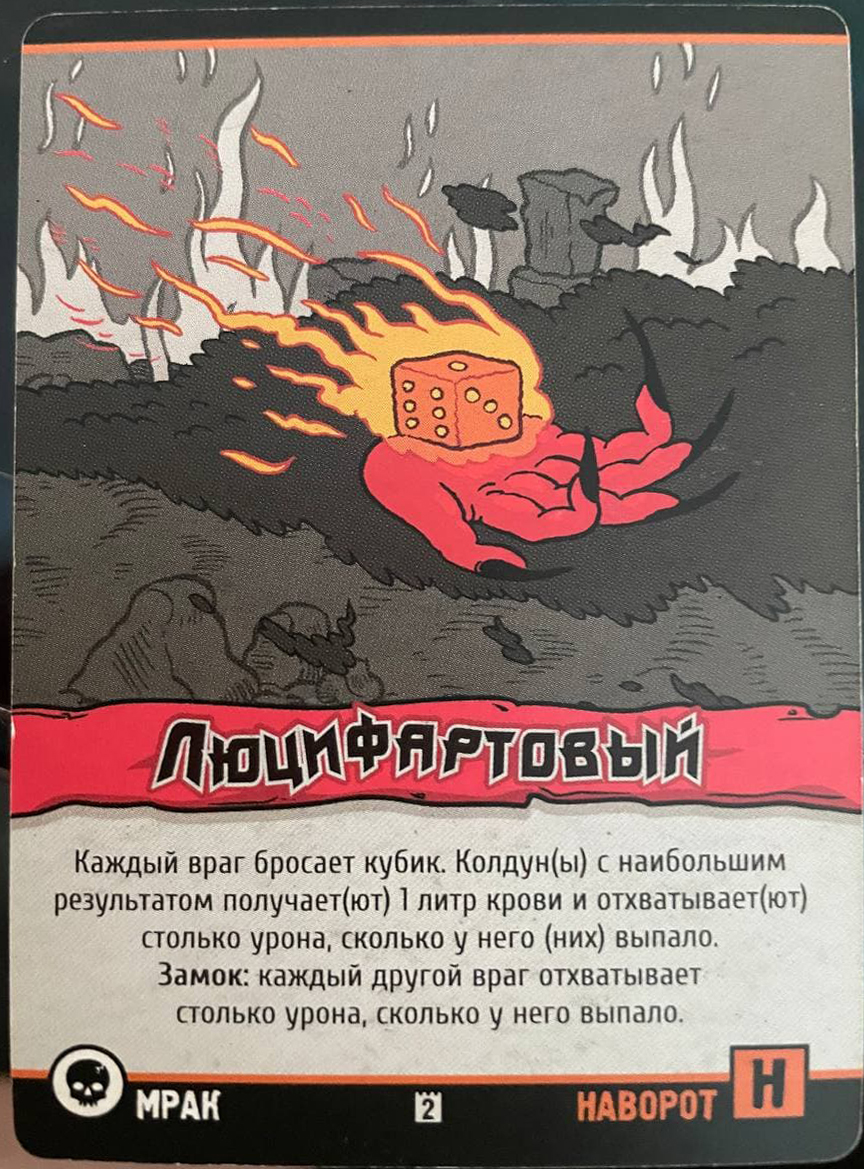 Люцифартовый
Каждый враг бросает кубик. Колдун(ы) с наибольшим
результатом получает(ют) 1 литр крови и отхватывает(ют)
столько урона, сколько у него (них) выпало.
Замок: каждый другой враг отхватывает
столько урона, сколько у него выпало.
МРАК 2 НАВОРОТ Н